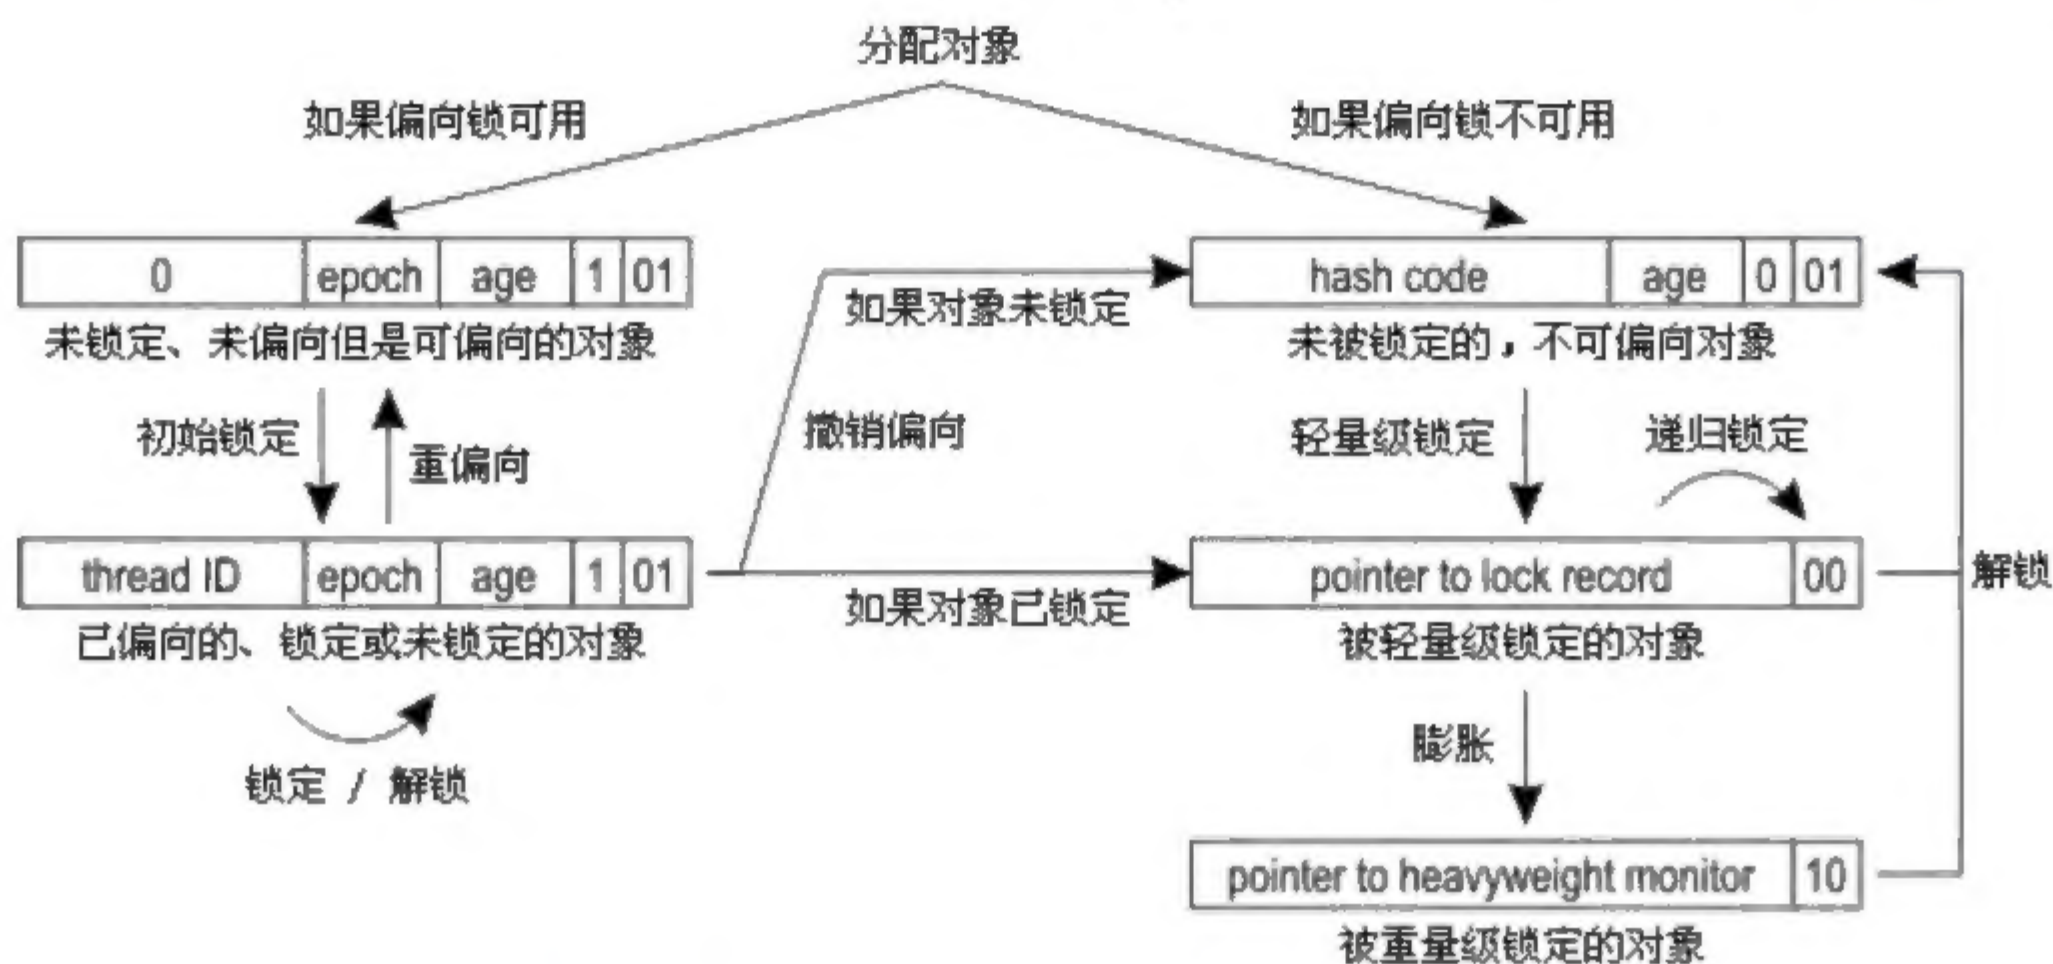 分配对象
如果偏向锁可用
如果偏向锁不可用
0 epoch age 1 01
hash code age 0 01
未锁定、未偏向但是可偏向的对象
如果对象未锁定
未被锁定的，不可偏向对象
初始锁定
重偏向
撤销偏向
轻量级锁定
递归锁定
thread ID epoch age 1 01
pointer to lock record 00
解锁
已偏向的、锁定或未锁定的对象
如果对象已锁定
被轻量级锁定的对象
锁定 / 解锁
膨胀
pointer to heavyweight monitor 10
被重量级锁定的对象